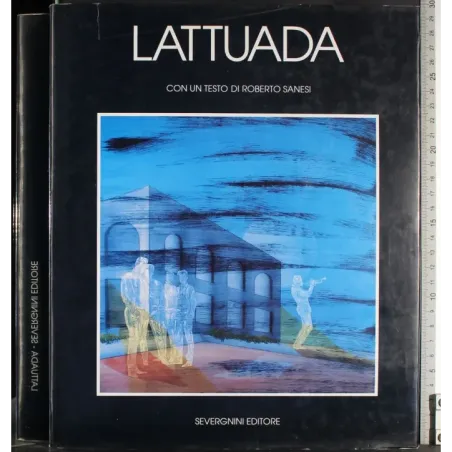 LATTUADA
CON UN TESTO DI ROBERTO SANESI
SEVERGNINI EDITORE
LATTUADA - SEVERGNINI EDITORE